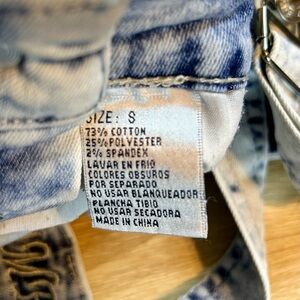 SIZE: S
73% COTTON
25% POLYESTER
2% SPANDEX
LAVAR EN FRIO
COLORES OBSUROS
POR SEPARADO
NO USAR BLANQUEADOR
PLANCHA TIBIO
NO USAR SECADORA
MADE IN CHINA